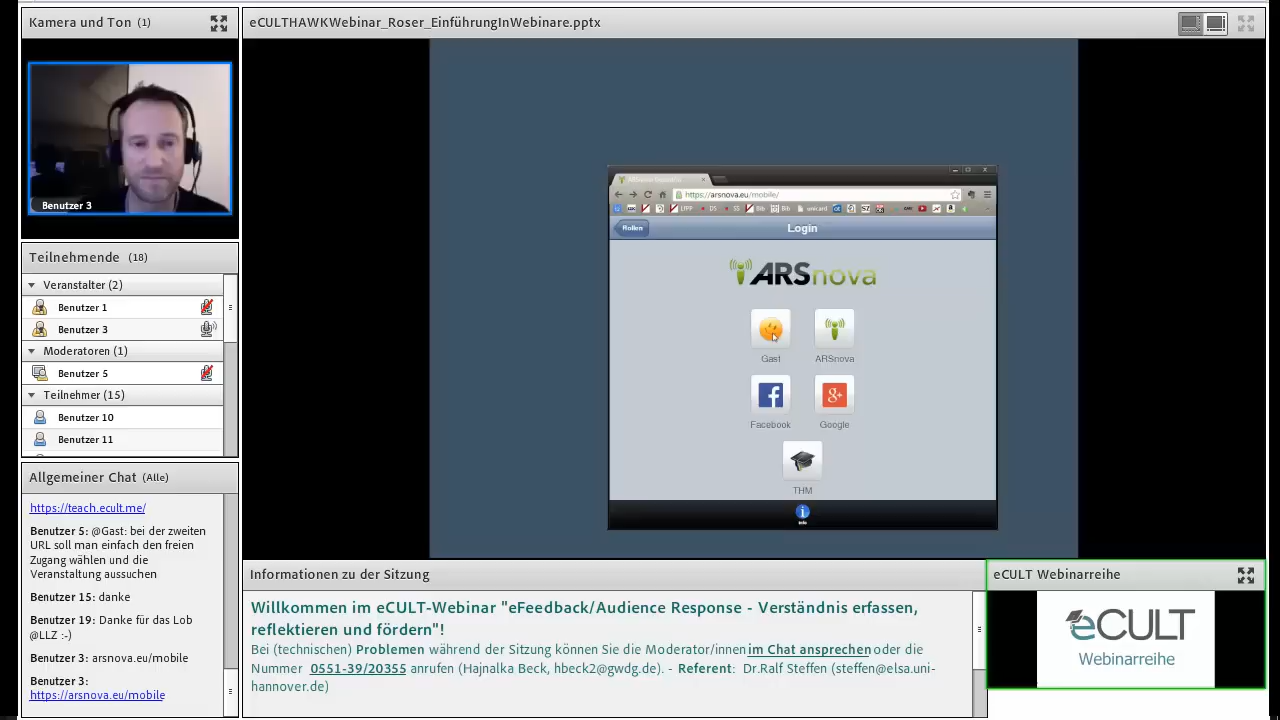 Kamera und Ton (1)
Benutzer 3
Teilnehmende (18)
Veranstalter (2)
Benutzer 1
Benutzer 3
Moderatoren (1)
Benutzer 5
Teilnehmer (15)
Benutzer 10
Benutzer 11
Allgemeiner Chat (Alle)
https://teach.ecult.me/
Benutzer 5: @Gast: bei der zweiten
URL soll man einfach den freien
Zugang wählen und die
Veranstaltung aussuchen
Benutzer 15: danke
Benutzer 19: Danke für das Lob
@LLZ :-)
Benutzer 3: arsnova.eu/mobile
Benutzer 3:
https://arsnova.eu/mobile
eCULTHAWKWebinar_Roser_EinführungInWebinare.pptx
https://arsnova.eu/mobile/
Rollen
Login
ARSnova
Gast
ARSnova
Facebook
Google
THM
Info
Informationen zu der Sitzung
Willkommen im eCULT-Webinar "eFeedback/Audience Response - Verständnis erfassen,
reflektieren und fördern"!
Bei (technischen) Problemen während der Sitzung können Sie die Moderator/innen im Chat ansprechen oder die
Nummer 0551-39/20355 anrufen (Hajnalka Beck, hbeck2@gwdg.de). - Referent: Dr.Ralf Steffen (steffen@elsa.uni-
hannover.de)
eCULT Webinarreihe
eCULT
Webinarreihe